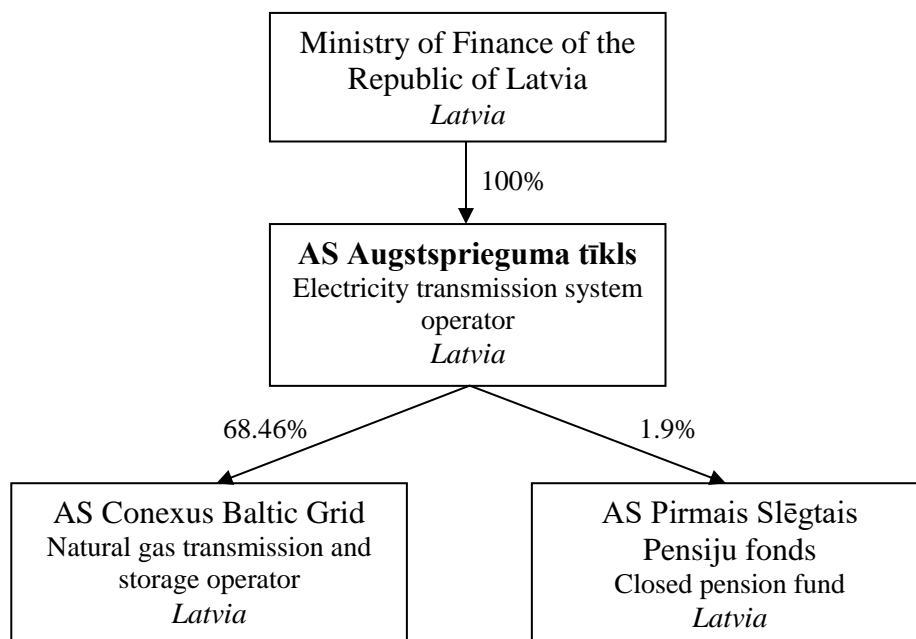 Ministry of Finance of the
Republic of Latvia
Latvia
100%
AS Augstsprieguma tīkls
Electricity transmission system
operator
Latvia
68.46%
1.9%
AS Conexus Baltic Grid
Natural gas transmission and
storage operator
Latvia
AS Pirmais Slēgtais
Pensiju fonds
Closed pension fund
Latvia